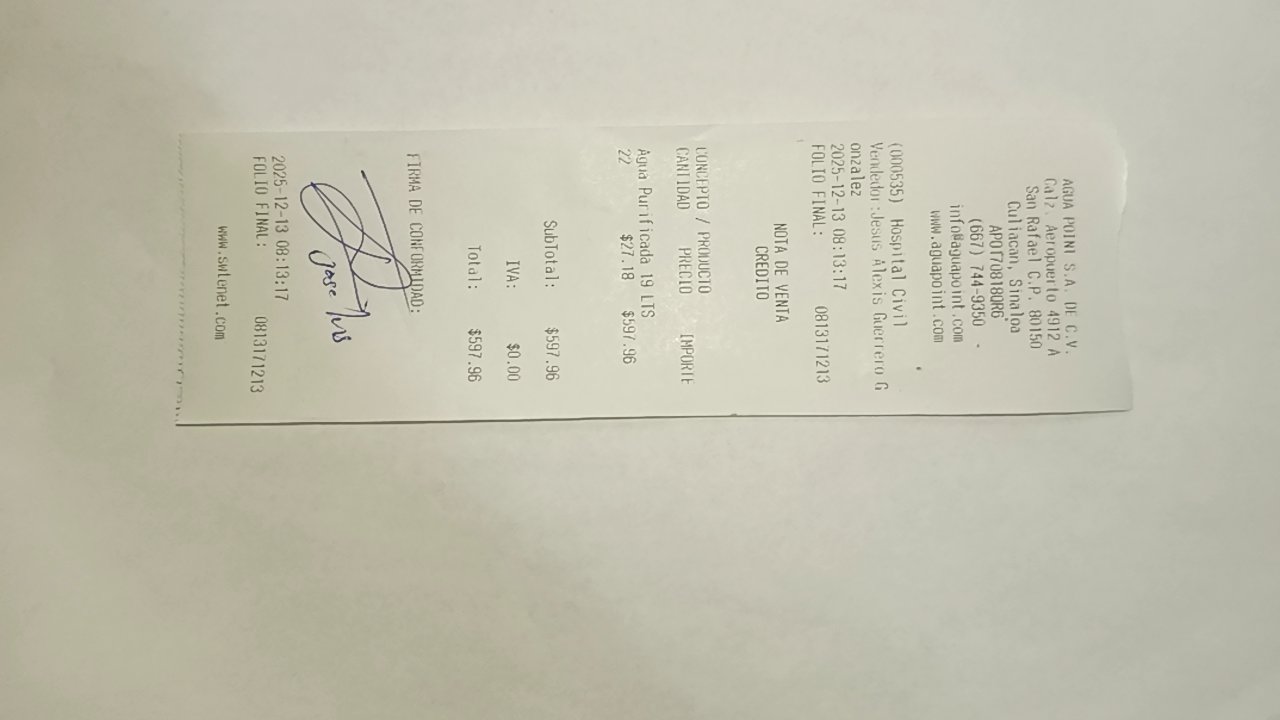 AGUA POINT S.A. DE C.V.
Calz. Aeropuerto 4912 A
San Rafael C.P. 80150
Culiacan, Sinaloa
APO170818QR6
(667) 744-9350
info@aguapoint.com
www.aguapoint.com
(000535) Hospital Civil
Vendedor:Jesus Alexis Guerrero G
onzalez
2025-12-13 08:13:17
FOLIO FINAL: 0813171213
NOTA DE VENTA
CREDITO
CONCEPTO / PRODUCTO
CANTIDAD PRECIO IMPORTE
Agua Purificada 19 LTS
22 $27.18 $597.96
SubTotal: $597.96
IVA: $0.00
Total: $597.96
FIRMA DE CONFORMIDAD:
Jose Luis
2025-12-13 08:13:17
FOLIO FINAL: 0813171213
www.swtenet.com